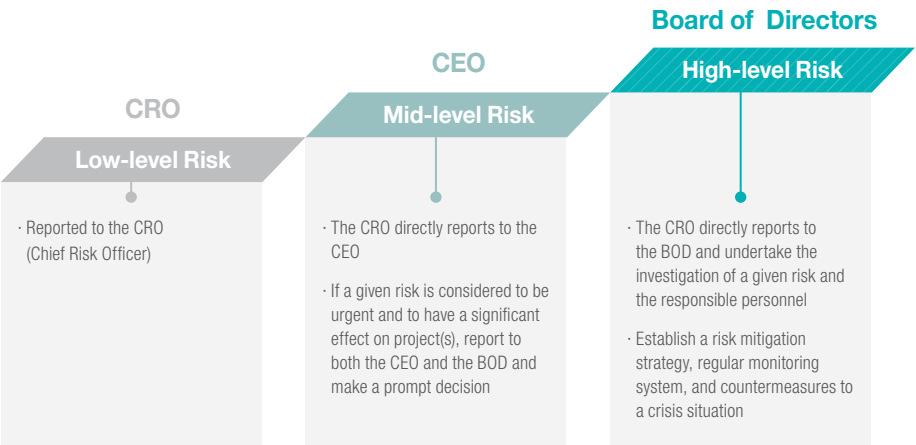 CRO
Low-level Risk
· Reported to the CRO
(Chief Risk Officer)
CEO
Mid-level Risk
· The CRO directly reports to the
CEO
· If a given risk is considered to be
urgent and to have a significant
effect on project(s), report to
both the CEO and the BOD and
make a prompt decision
Board of Directors
High-level Risk
· The CRO directly reports to
the BOD and undertake the
investigation of a given risk and
the responsible personnel
· Establish a risk mitigation
strategy, regular monitoring
system, and countermeasures to
a crisis situation